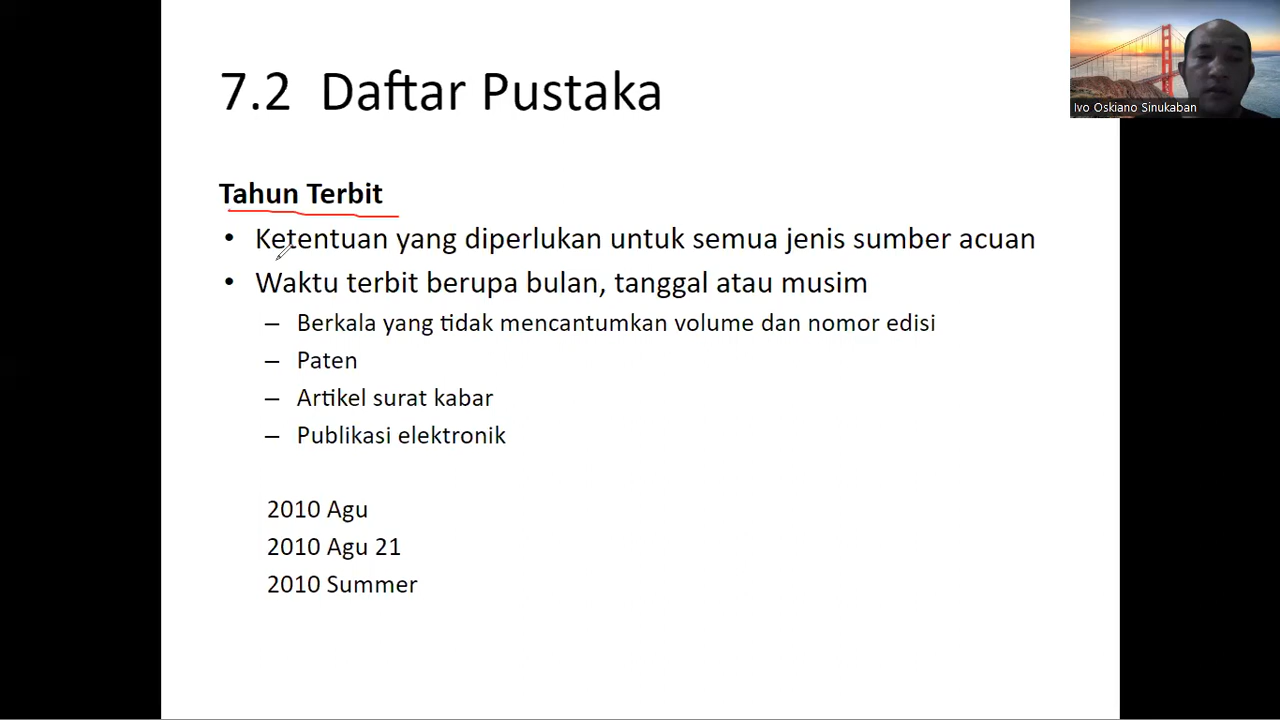 7.2 Daftar Pustaka
Ivo Oskiano Sinukaban
Tahun Terbit
• Ketentuan yang diperlukan untuk semua jenis sumber acuan
• Waktu terbit berupa bulan, tanggal atau musim
– Berkala yang tidak mencantumkan volume dan nomor edisi
– Paten
– Artikel surat kabar
– Publikasi elektronik
2010 Agu
2010 Agu 21
2010 Summer